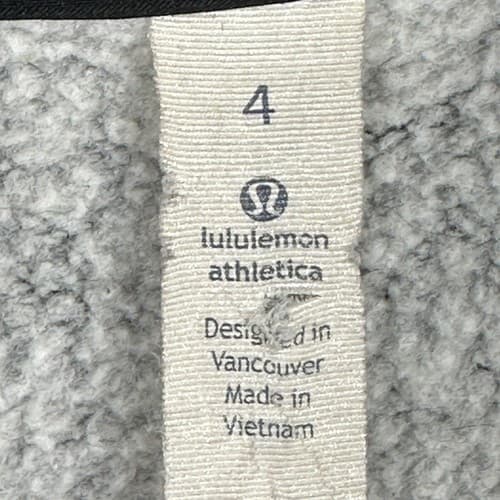 4
lululemon
athletica
Designed in
Vancouver
Made in
Vietnam